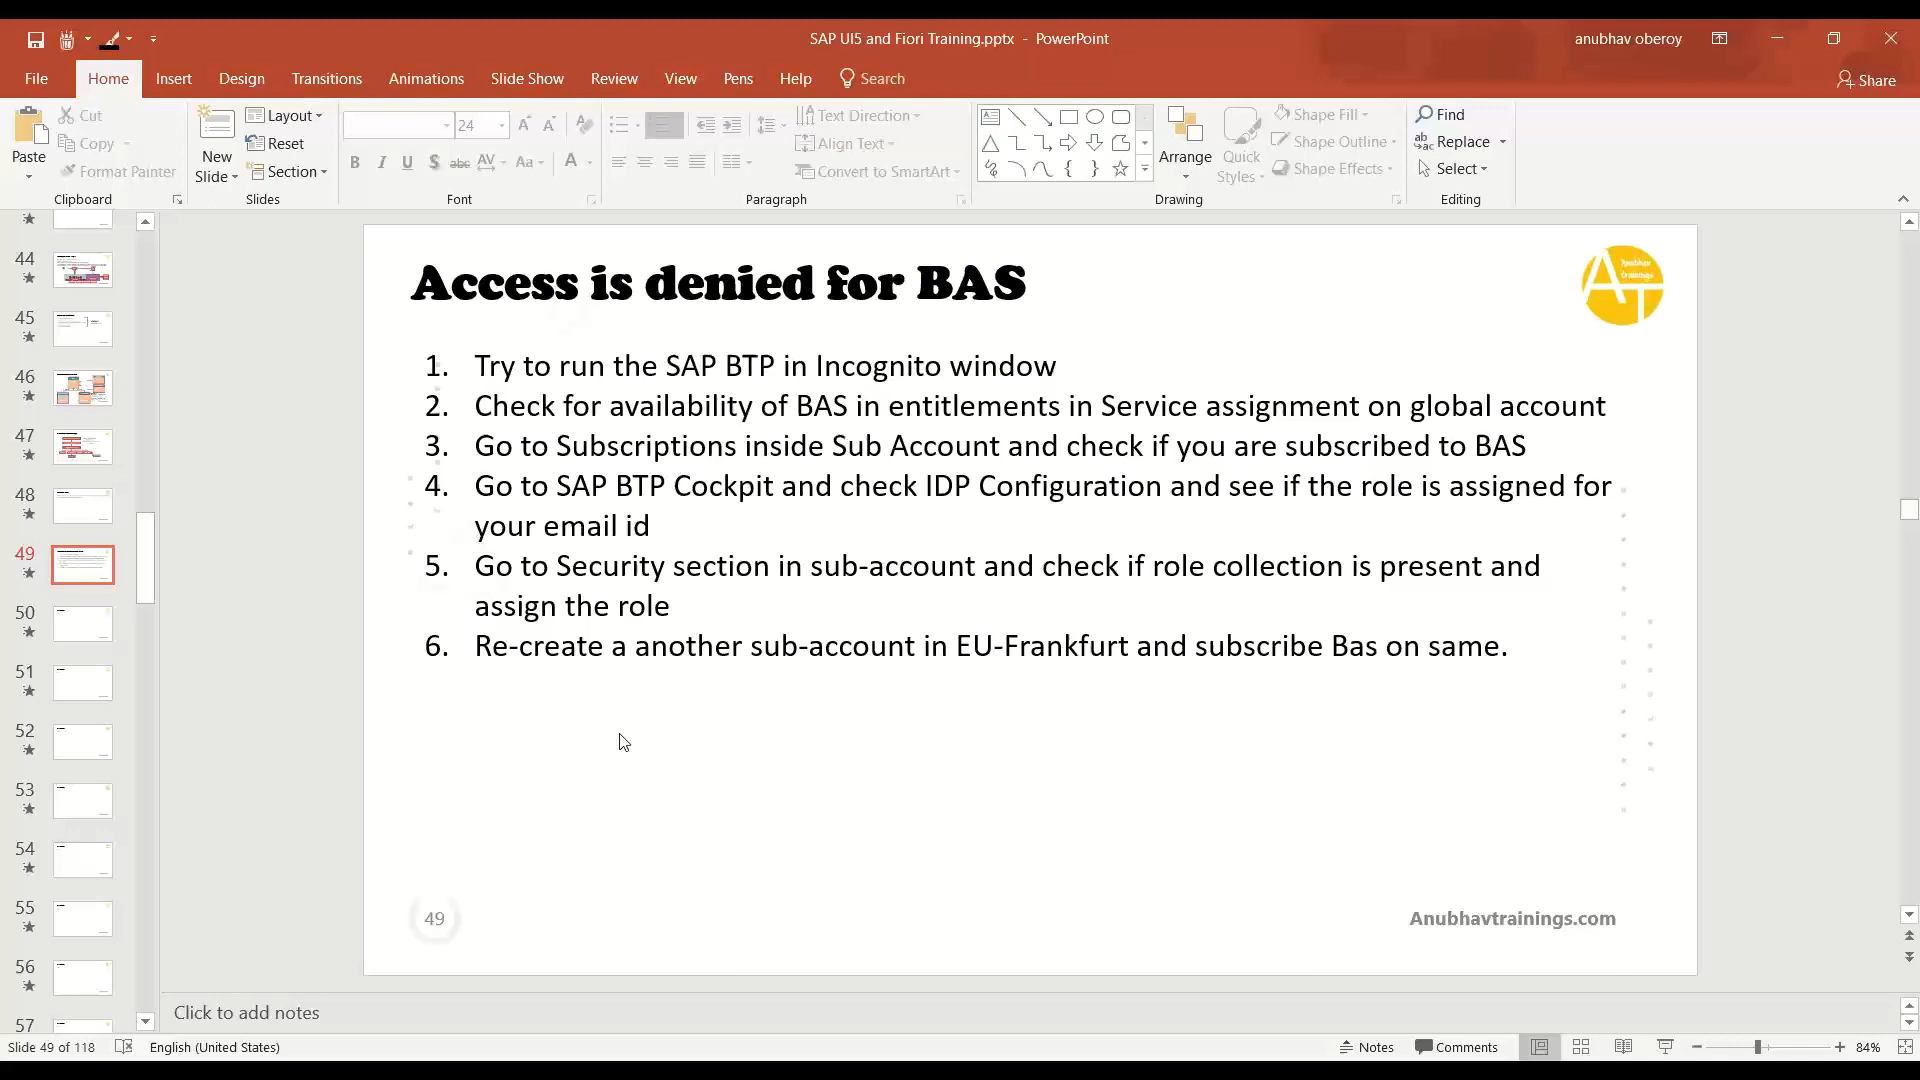 SAP UI5 and Fiori Training.pptx - PowerPoint
anubhav oberoy
File Home Insert Design Transitions Animations Slide Show Review View Pens Help Search Share
Paste
Cut
Copy
Format Painter
Clipboard
New Slide
Layout
Reset
Section
Slides
24
Font
Text Direction
Align Text
Convert to SmartArt
Paragraph
Arrange
Quick Styles
Shape Fill
Shape Outline
Shape Effects
Drawing
Find
Replace
Select
Editing
44
45
46
47
48
49
50
51
52
53
54
55
56
57
Access is denied for BAS
Anubhav
trainings
AT
1. Try to run the SAP BTP in Incognito window
2. Check for availability of BAS in entitlements in Service assignment on global account
3. Go to Subscriptions inside Sub Account and check if you are subscribed to BAS
4. Go to SAP BTP Cockpit and check IDP Configuration and see if the role is assigned for
your email id
5. Go to Security section in sub-account and check if role collection is present and
assign the role
6. Re-create a another sub-account in EU-Frankfurt and subscribe Bas on same.
49
Anubhavtrainings.com
Click to add notes
Slide 49 of 118
English (United States)
Notes
Comments
84%